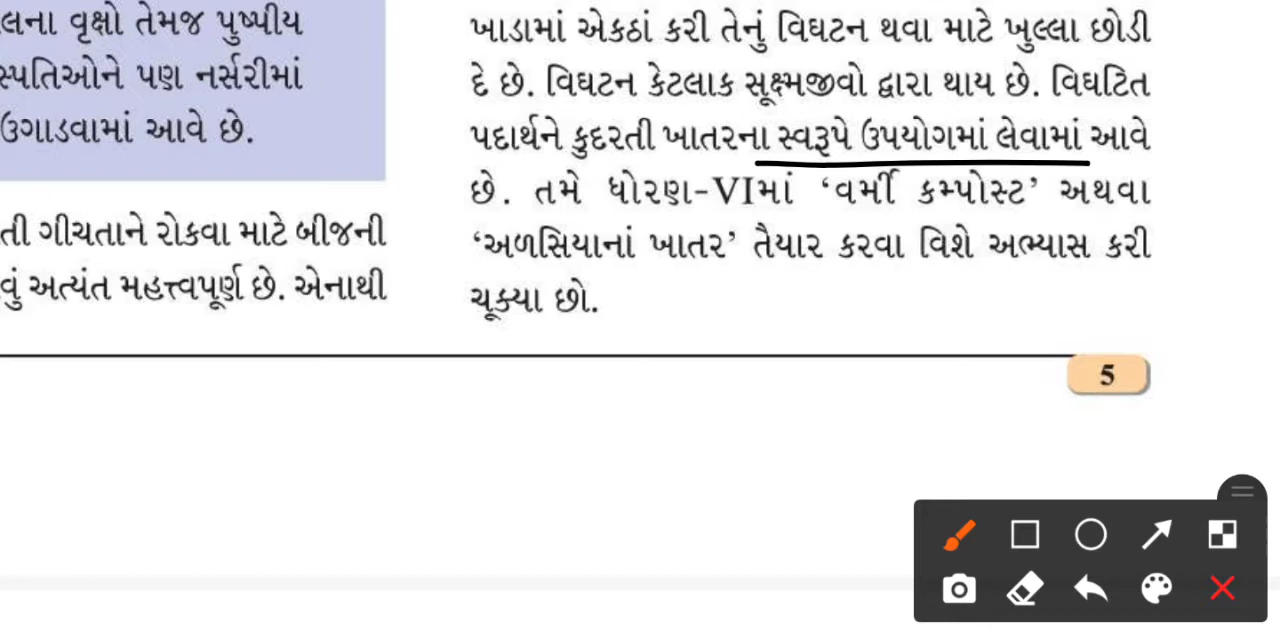 લના વૃક્ષો તેમજ પુષ્પીય
સ્પતિઓને પણ નર્સરીમાં
ઉગાડવામાં આવે છે.
તી ગીચતાને રોકવા માટે બીજની
વું અત્યંત મહત્ત્વપૂર્ણ છે. એનાથી
ખાડામાં એકઠાં કરી તેનું વિઘટન થવા માટે ખુલ્લા છોડી
દે છે. વિઘટન કેટલાક સૂક્ષ્મજીવો દ્વારા થાય છે. વિઘટિત
પદાર્થને કુદરતી ખાતરના સ્વરૂપે ઉપયોગમાં લેવામાં આવે
છે. તમે ધોરણ-VIમાં ‘વર્મી કમ્પોસ્ટ’ અથવા
‘અળસિયાનાં ખાતર’ તૈયાર કરવા વિશે અભ્યાસ કરી
ચૂક્યા છો.
5